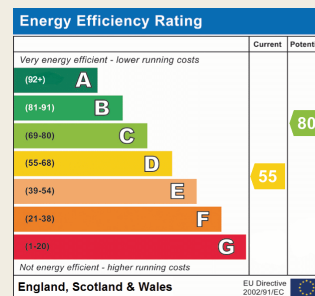 Energy Efficiency Rating
Current
Very energy efficient - lower running costs
(92+) A
(81-91) B
(69-80) C
80
(55-68) D
55
(39-54) E
(21-38) F
(1-20) G
Not energy efficient - higher running costs
England, Scotland & Wales
EU Directive
2002/91/EC